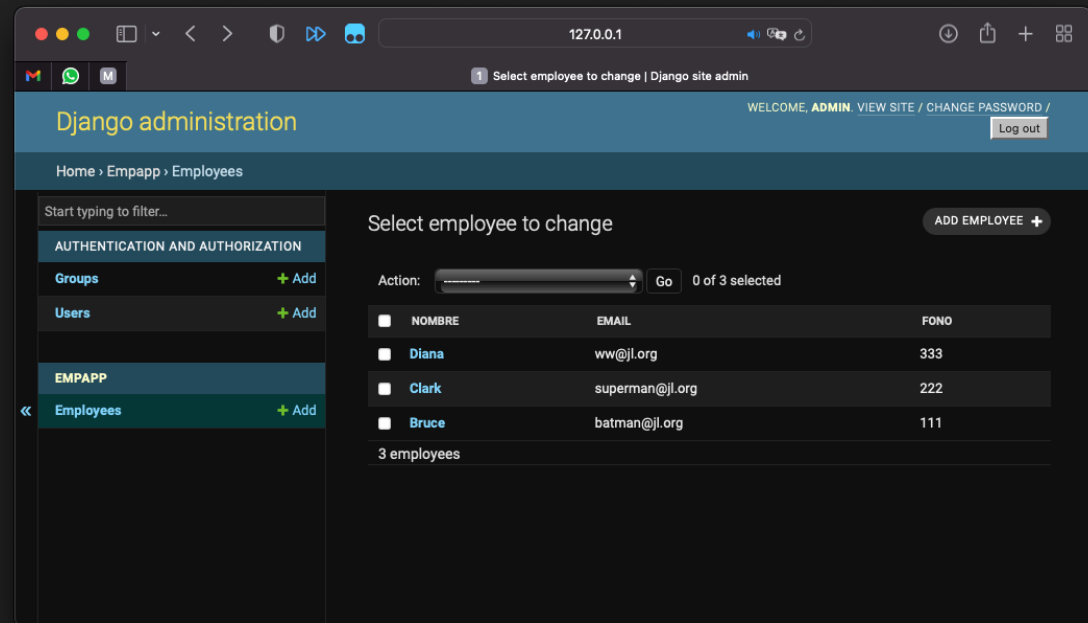 127.0.0.1
M
1 Select employee to change | Django site admin
Django administration
WELCOME, ADMIN. VIEW SITE / CHANGE PASSWORD /
Log out
Home › Empapp › Employees
Start typing to filter...
AUTHENTICATION AND AUTHORIZATION
Groups + Add
Users + Add
EMPAPP
« Employees + Add
Select employee to change
ADD EMPLOYEE +
Action: --------- Go 0 of 3 selected
NOMBRE EMAIL FONO
Diana ww@jl.org 333
Clark superman@jl.org 222
Bruce batman@jl.org 111
3 employees